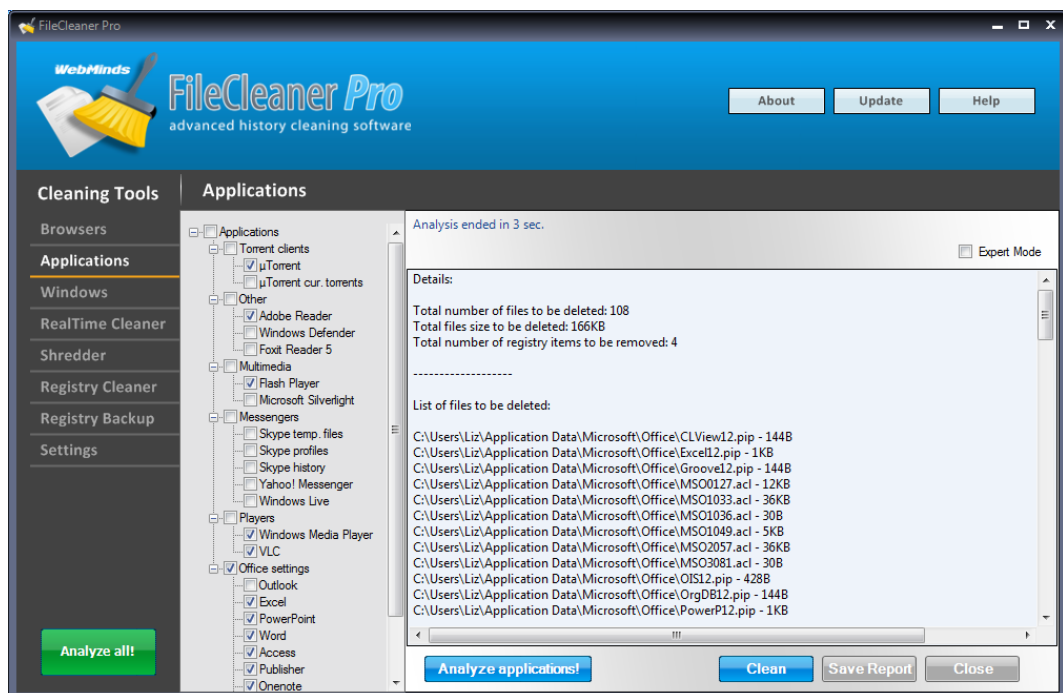 FileCleaner Pro
WebMinds
FileCleaner Pro
advanced history cleaning software
About
Update
Help
Cleaning Tools
Applications
Browsers
Applications
Windows
RealTime Cleaner
Shredder
Registry Cleaner
Registry Backup
Settings
Analyze all!
Applications
Torrent clients
µTorrent
µTorrent cur. torrents
Other
Adobe Reader
Windows Defender
Foxit Reader 5
Multimedia
Flash Player
Microsoft Silverlight
Messengers
Skype temp. files
Skype profiles
Skype history
Yahoo! Messenger
Windows Live
Players
Windows Media Player
VLC
Office settings
Outlook
Excel
PowerPoint
Word
Access
Publisher
Onenote
Analysis ended in 3 sec.
Expert Mode
Details:
Total number of files to be deleted: 108
Total files size to be deleted: 166KB
Total number of registry items to be removed: 4
-------------------
List of files to be deleted:
C:\Users\Liz\Application Data\Microsoft\Office\CLView12.pip - 144B
C:\Users\Liz\Application Data\Microsoft\Office\Excel12.pip - 1KB
C:\Users\Liz\Application Data\Microsoft\Office\Groove12.pip - 144B
C:\Users\Liz\Application Data\Microsoft\Office\MSO0127.acl - 12KB
C:\Users\Liz\Application Data\Microsoft\Office\MSO1033.acl - 36KB
C:\Users\Liz\Application Data\Microsoft\Office\MSO1036.acl - 30B
C:\Users\Liz\Application Data\Microsoft\Office\MSO1049.acl - 5KB
C:\Users\Liz\Application Data\Microsoft\Office\MSO2057.acl - 36KB
C:\Users\Liz\Application Data\Microsoft\Office\MSO3081.acl - 30B
C:\Users\Liz\Application Data\Microsoft\Office\OIS12.pip - 428B
C:\Users\Liz\Application Data\Microsoft\Office\OrgDB12.pip - 144B
C:\Users\Liz\Application Data\Microsoft\Office\PowerP12.pip - 1KB
Analyze applications!
Clean
Save Report
Close